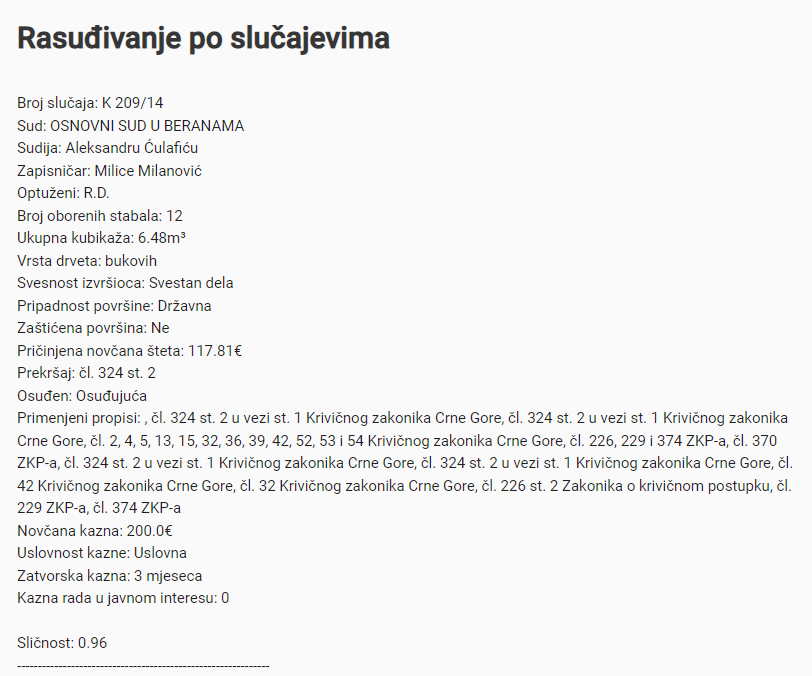 Rasuđivanje po slučajevima
Broj slučaja: K 209/14
Sud: OSNOVNI SUD U BERANAMA
Sudija: Aleksandru Ćulafiću
Zapisničar: Milice Milanović
Optuženi: R.D.
Broj oborenih stabala: 12
Ukupna kubikaža: 6.48m³
Vrsta drveta: bukovih
Svesnost izvršioca: Svestan dela
Pripadnost površine: Državna
Zaštićena površina: Ne
Pričinjena novčana šteta: 117.81€
Prekršaj: čl. 324 st. 2
Osuđen: Osuđujuća
Primenjeni propisi: , čl. 324 st. 2 u vezi st. 1 Krivičnog zakonika Crne Gore, čl. 324 st. 2 u vezi st. 1 Krivičnog zakonika
Crne Gore, čl. 2, 4, 5, 13, 15, 32, 36, 39, 42, 52, 53 i 54 Krivičnog zakonika Crne Gore, čl. 226, 229 i 374 ZKP-a, čl. 370
ZKP-a, čl. 324 st. 2 u vezi st. 1 Krivičnog zakonika Crne Gore, čl. 324 st. 2 u vezi st. 1 Krivičnog zakonika Crne Gore, čl.
42 Krivičnog zakonika Crne Gore, čl. 32 Krivičnog zakonika Crne Gore, čl. 226 st. 2 Zakonika o krivičnom postupku, čl.
229 ZKP-a, čl. 374 ZKP-a
Novčana kazna: 200.0€
Uslovnost kazne: Uslovna
Zatvorska kazna: 3 mjeseca
Kazna rada u javnom interesu: 0
Sličnost: 0.96
---------------------------------------------------------------